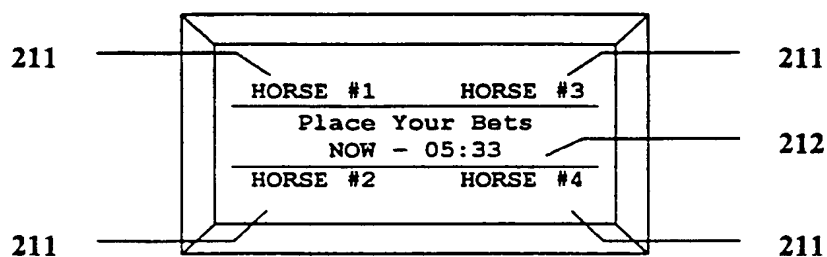 211 211
HORSE #1 HORSE #3
Place Your Bets
NOW - 05:33
212
HORSE #2 HORSE #4
211 211